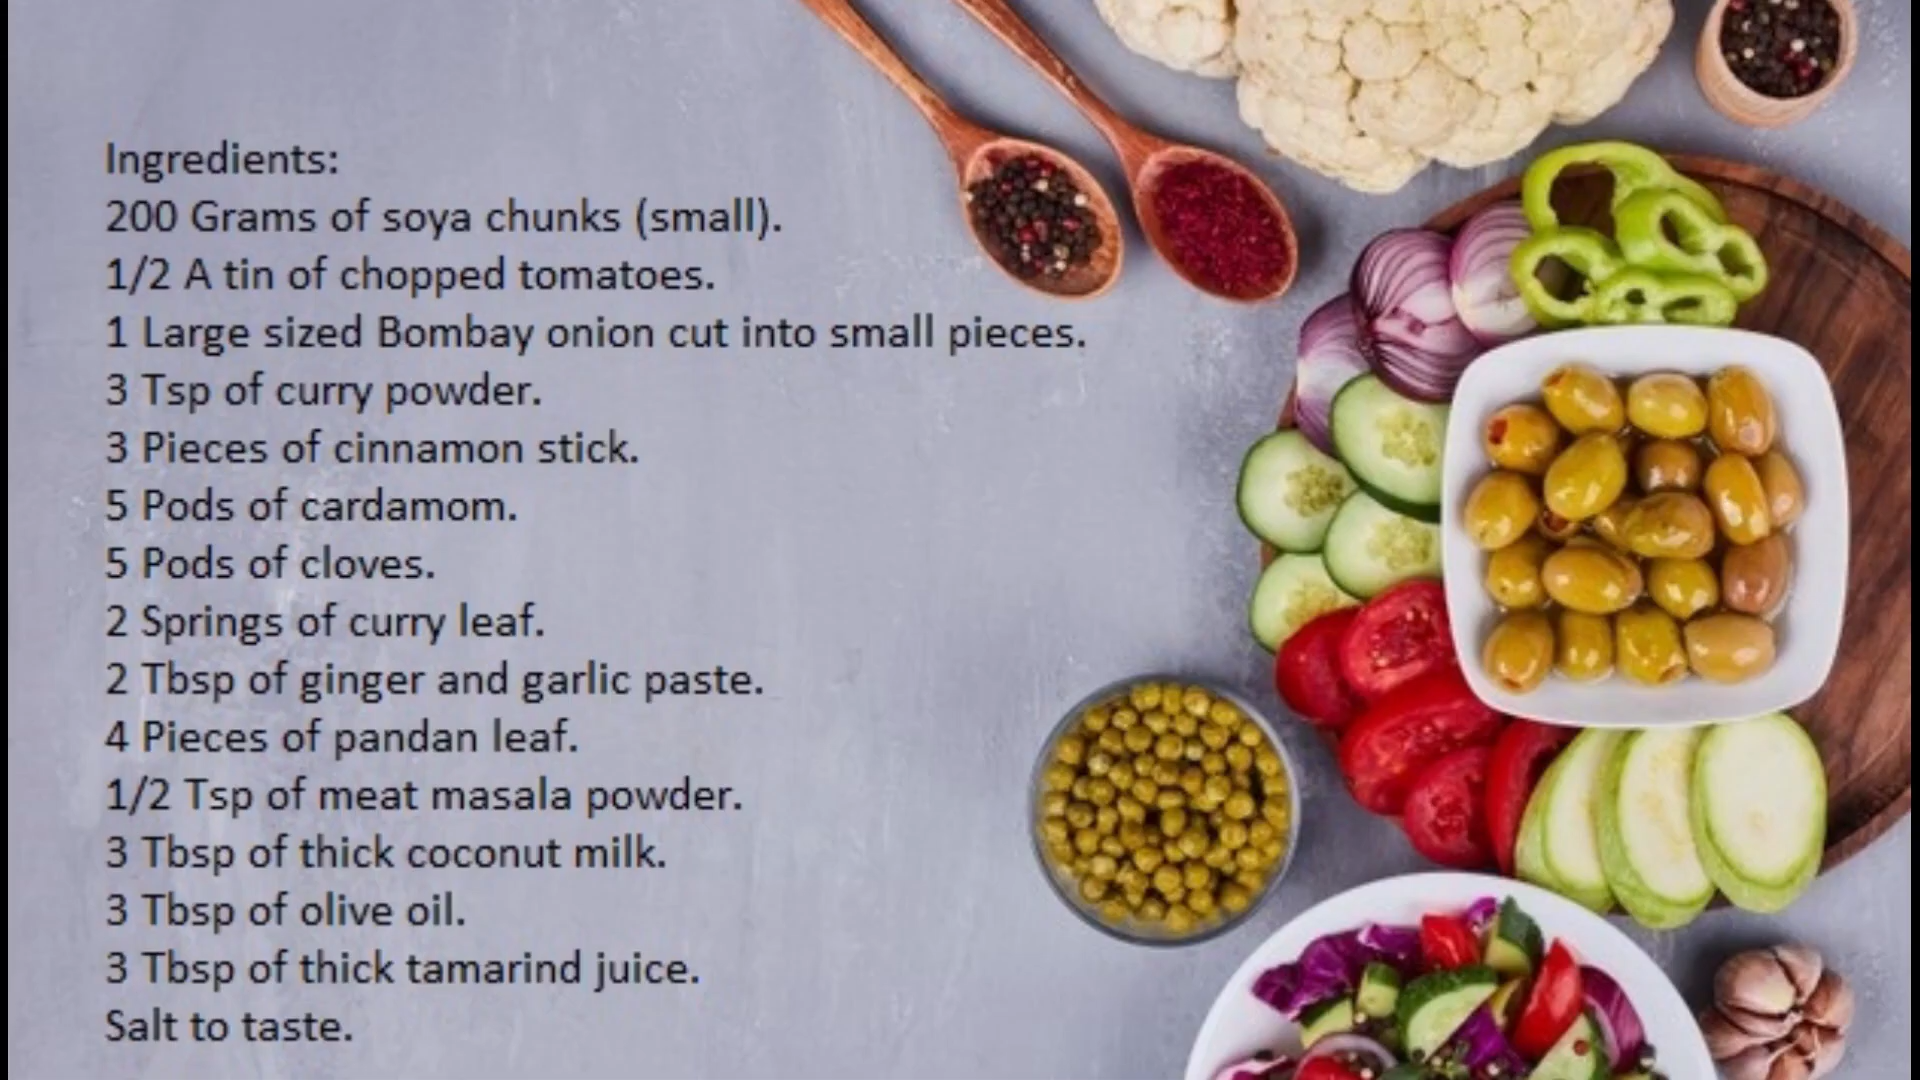 Ingredients:
200 Grams of soya chunks (small).
1/2 A tin of chopped tomatoes.
1 Large sized Bombay onion cut into small pieces.
3 Tsp of curry powder.
3 Pieces of cinnamon stick.
5 Pods of cardamom.
5 Pods of cloves.
2 Springs of curry leaf.
2 Tbsp of ginger and garlic paste.
4 Pieces of pandan leaf.
1/2 Tsp of meat masala powder.
3 Tbsp of thick coconut milk.
3 Tbsp of olive oil.
3 Tbsp of thick tamarind juice.
Salt to taste.